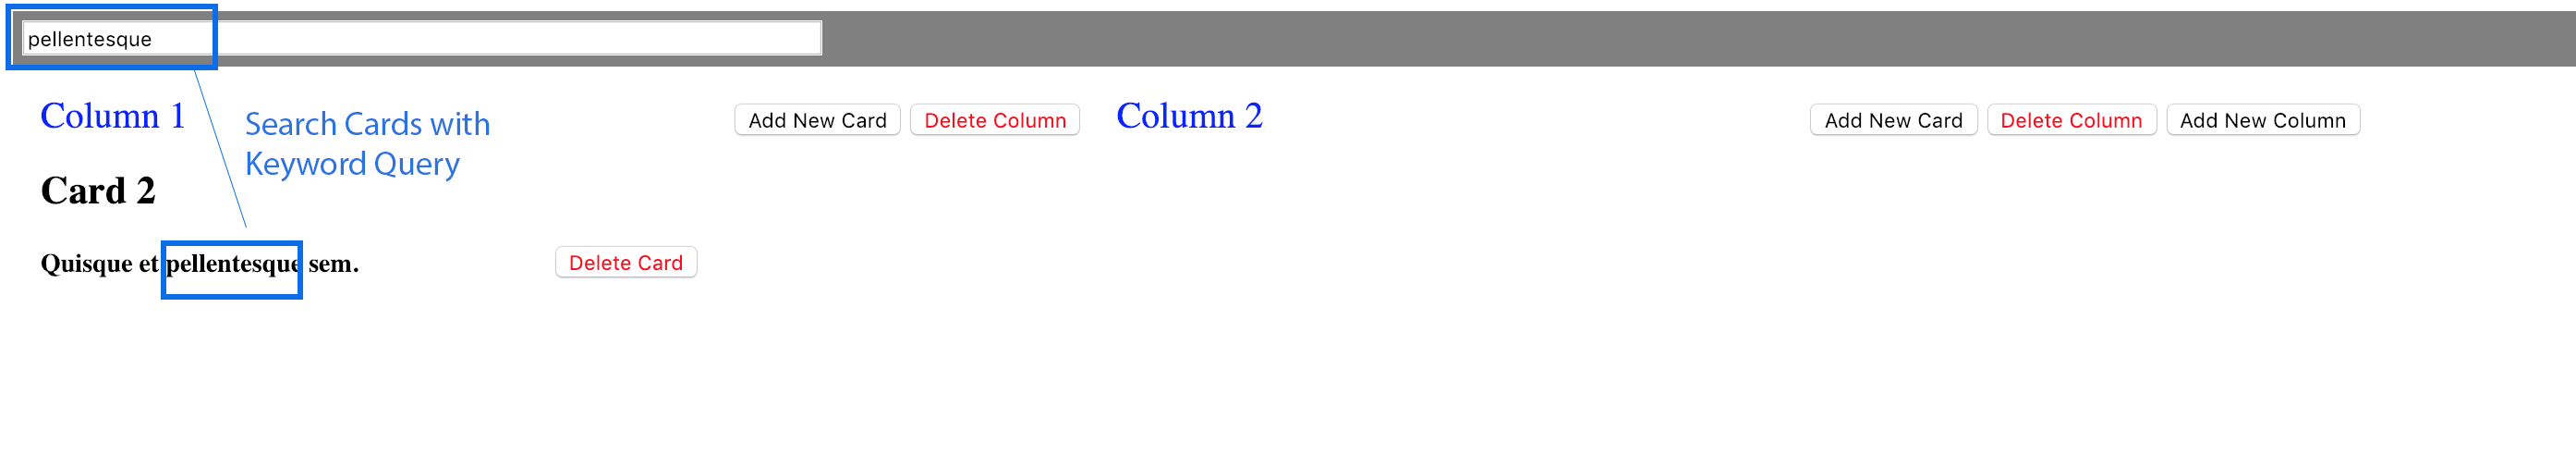 pellentesque
Column 1
Search Cards with
Keyword Query
Add New Card
Delete Column
Column 2
Add New Card
Delete Column
Add New Column
Card 2
Quisque et pellentesque sem.
Delete Card